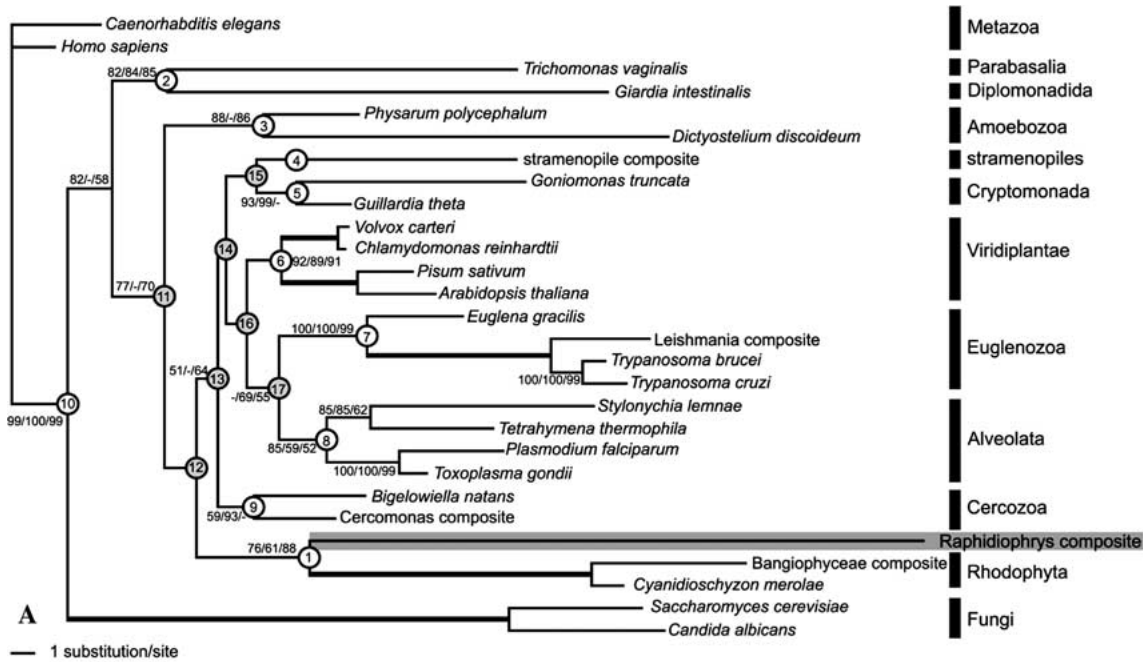 Caenorhabditis elegans
Metazoa
Homo sapiens
82/84/85
2
Trichomonas vaginalis
Parabasalia
Giardia intestinalis
Diplomonadida
88/-/86
3
Physarum polycephalum
Amoebozoa
Dictyostelium discoideum
4
stramenopile composite
stramenopiles
15
82/-/58
93/99/-
5
Goniomonas truncata
Cryptomonada
Guillardia theta
14
Volvox carteri
Viridiplantae
6
92/89/91
Chlamydomonas reinhardtii
Pisum sativum
Arabidopsis thaliana
77/-/70
11
16
Euglena gracilis
Euglenozoa
100/100/99
7
Leishmania composite
Trypanosoma brucei
100/100/99
Trypanosoma cruzi
51/-/64
13
-/69/55
17
Stylonychia lemnae
Alveolata
85/85/62
10
99/100/99
Tetrahymena thermophila
85/59/52
8
Plasmodium falciparum
100/100/99
Toxoplasma gondii
12
Bigelowiella natans
Cercozoa
59/93/-
9
Cercomonas composite
76/61/88
1
Raphidiophrys composite
Bangiophyceae composite
Rhodophyta
Cyanidioschyzon merolae
A
Saccharomyces cerevisiae
Fungi
Candida albicans
1 substitution/site